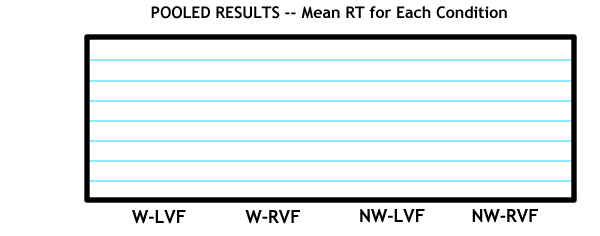 POOLED RESULTS -- Mean RT for Each Condition
W-LVF W-RVF NW-LVF NW-RVF